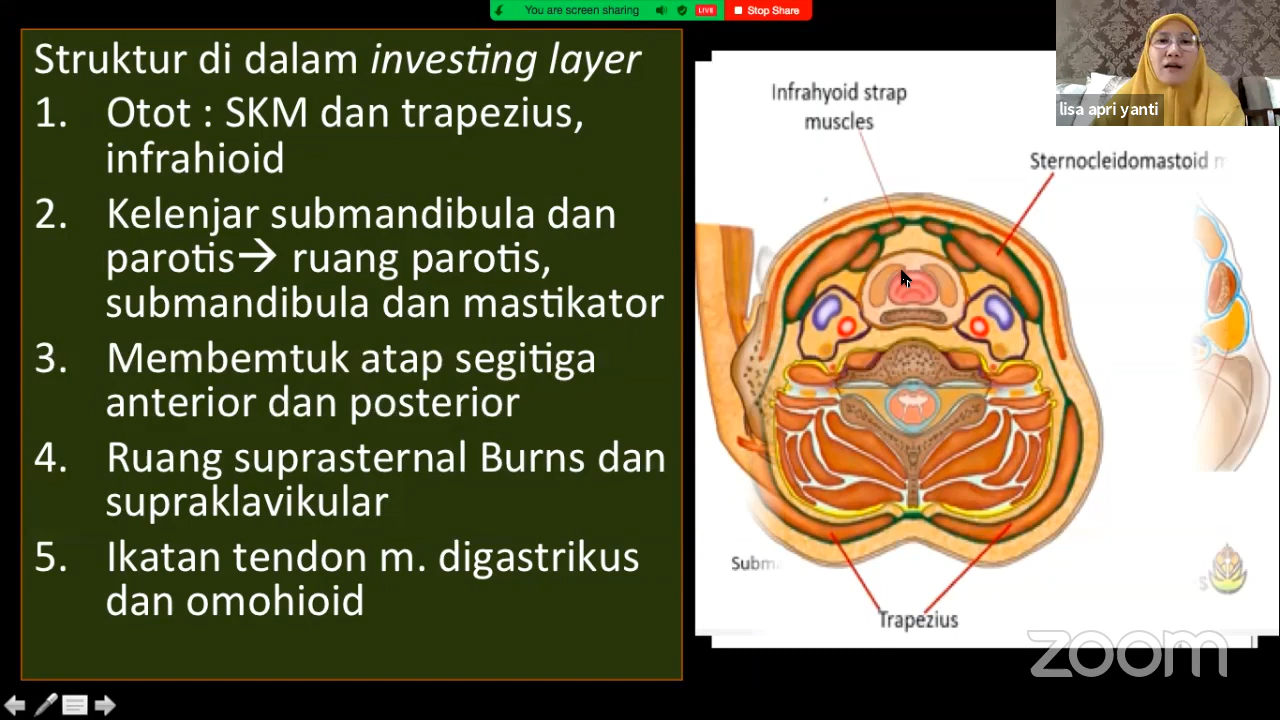 You are screen sharing
LIVE
Stop Share
Struktur di dalam investing layer
1. Otot : SKM dan trapezius,
infrahioid
2. Kelenjar submandibula dan
parotis→ ruang parotis,
submandibula dan mastikator
3. Membemtuk atap segitiga
anterior dan posterior
4. Ruang suprasternal Burns dan
supraklavikular
5. Ikatan tendon m. digastrikus
dan omohioid
Infrahyoid strap
muscles
Sternocleidomastoid m
Subm
Trapezius
lisa apri yanti
zoom